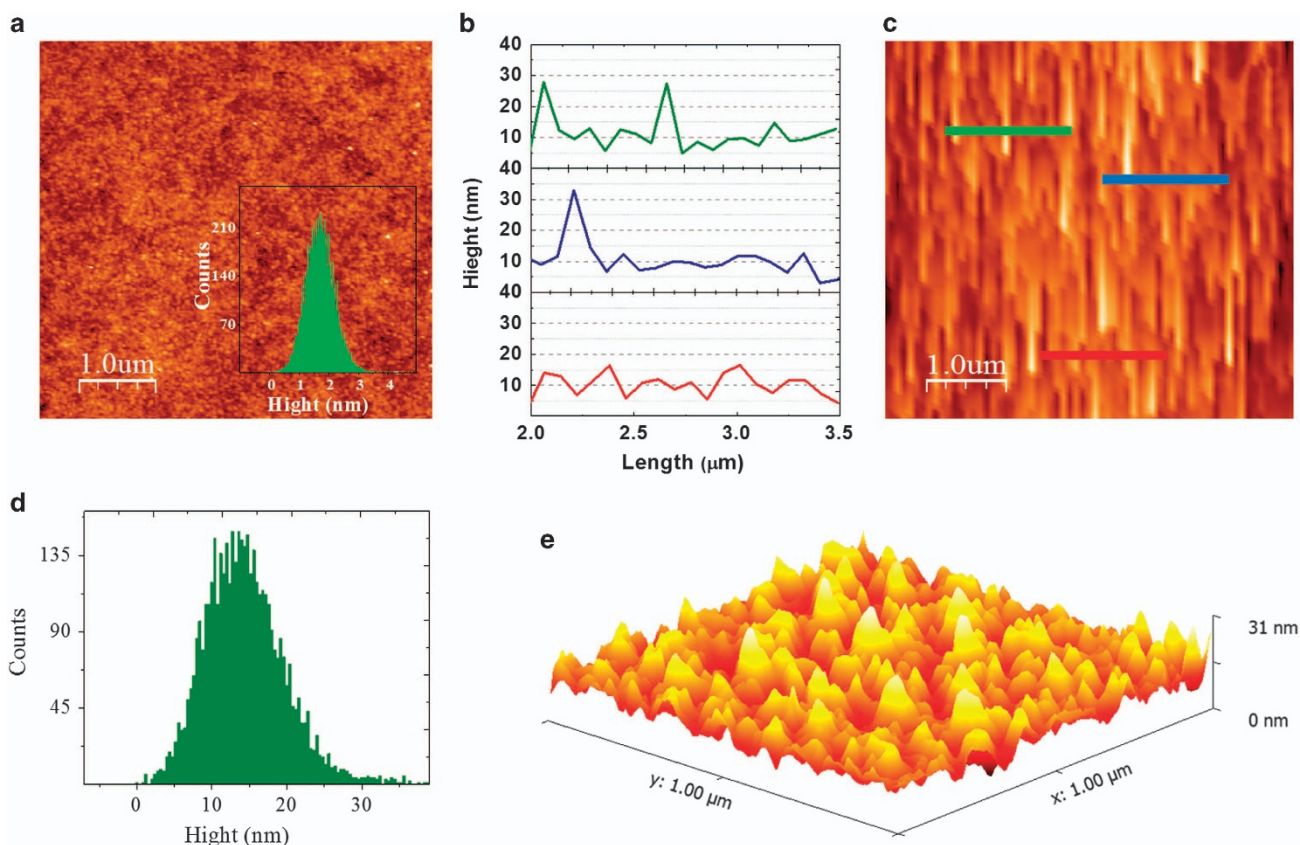 a
210
140
70
Counts
0 1 2 3 4
Hight (nm)
1.0um
b
40
30
20
10
40
30
20
10
40
30
20
10
Hieght (nm)
2.0 2.5 3.0 3.5
Length (μm)
c
1.0um
d
135
90
45
Counts
0 10 20 30
Hight (nm)
e
31 nm
0 nm
y: 1.00 µm
x: 1.00 µm